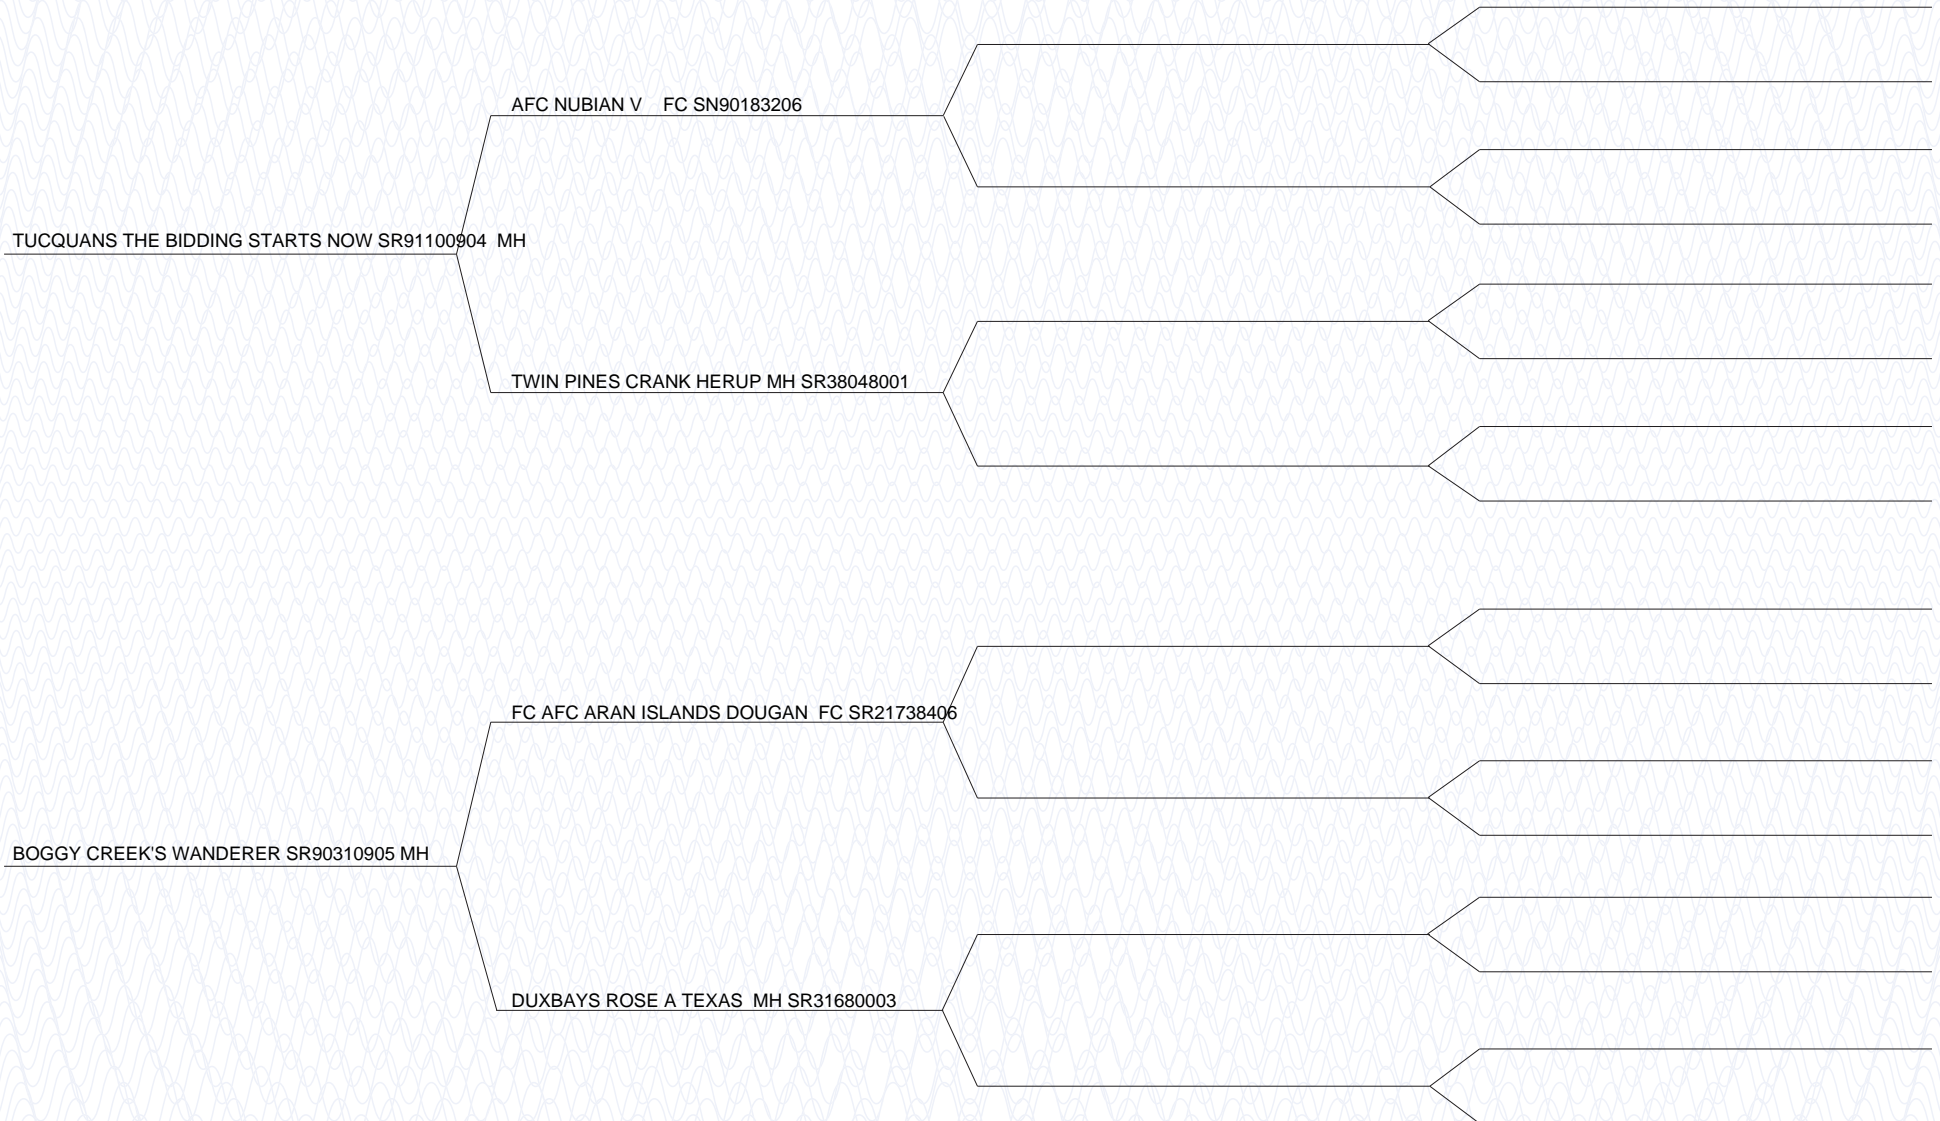 AFC NUBIAN V    FC SN90183206
TUCQUANS THE BIDDING STARTS NOW SR91100904  MH
TWIN PINES CRANK HERUP MH SR38048001
FC AFC ARAN ISLANDS DOUGAN  FC SR21738406
BOGGY CREEK'S WANDERER SR90310905 MH
DUXBAYS ROSE A TEXAS  MH SR31680003